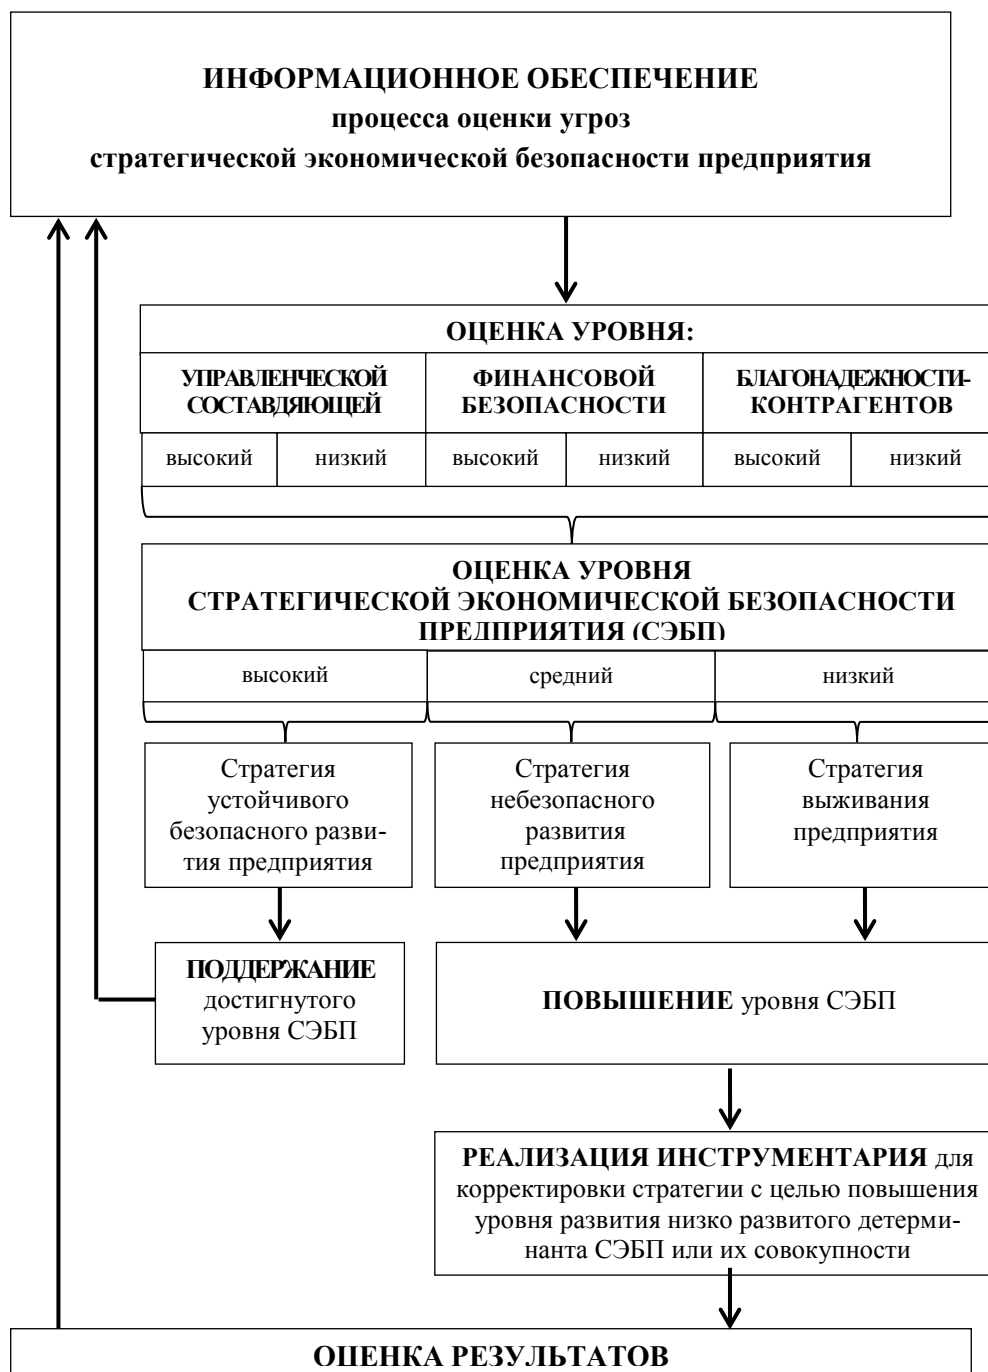 ИНФОРМАЦИОННОЕ ОБЕСПЕЧЕНИЕ
процесса оценки угроз
стратегической экономической безопасности предприятия
ОЦЕНКА УРОВНЯ:
УПРАВЛЕНЧЕСКОЙ
СОСТАВДЯЮЩЕЙ
ФИНАНСОВОЙ
БЕЗОПАСНОСТИ
БЛАГОНАДЕЖНОСТИ-
КОНТРАГЕНТОВ
высокий низкий высокий низкий высокий низкий
ОЦЕНКА УРОВНЯ
СТРАТЕГИЧЕСКОЙ ЭКОНОМИЧЕСКОЙ БЕЗОПАСНОСТИ
ПРЕДПРИЯТИЯ (СЭБП)
высокий средний низкий
Стратегия
устойчивого
безопасного разви-
тия предприятия
Стратегия
небезопасного
развития
предприятия
Стратегия
выживания
предприятия
ПОДДЕРЖАНИЕ
достигнутого
уровня СЭБП
ПОВЫШЕНИЕ уровня СЭБП
РЕАЛИЗАЦИЯ ИНСТРУМЕНТАРИЯ для
корректировки стратегии с целью повышения
уровня развития низко развитого детерми-
нанта СЭБП или их совокупности
ОЦЕНКА РЕЗУЛЬТАТОВ